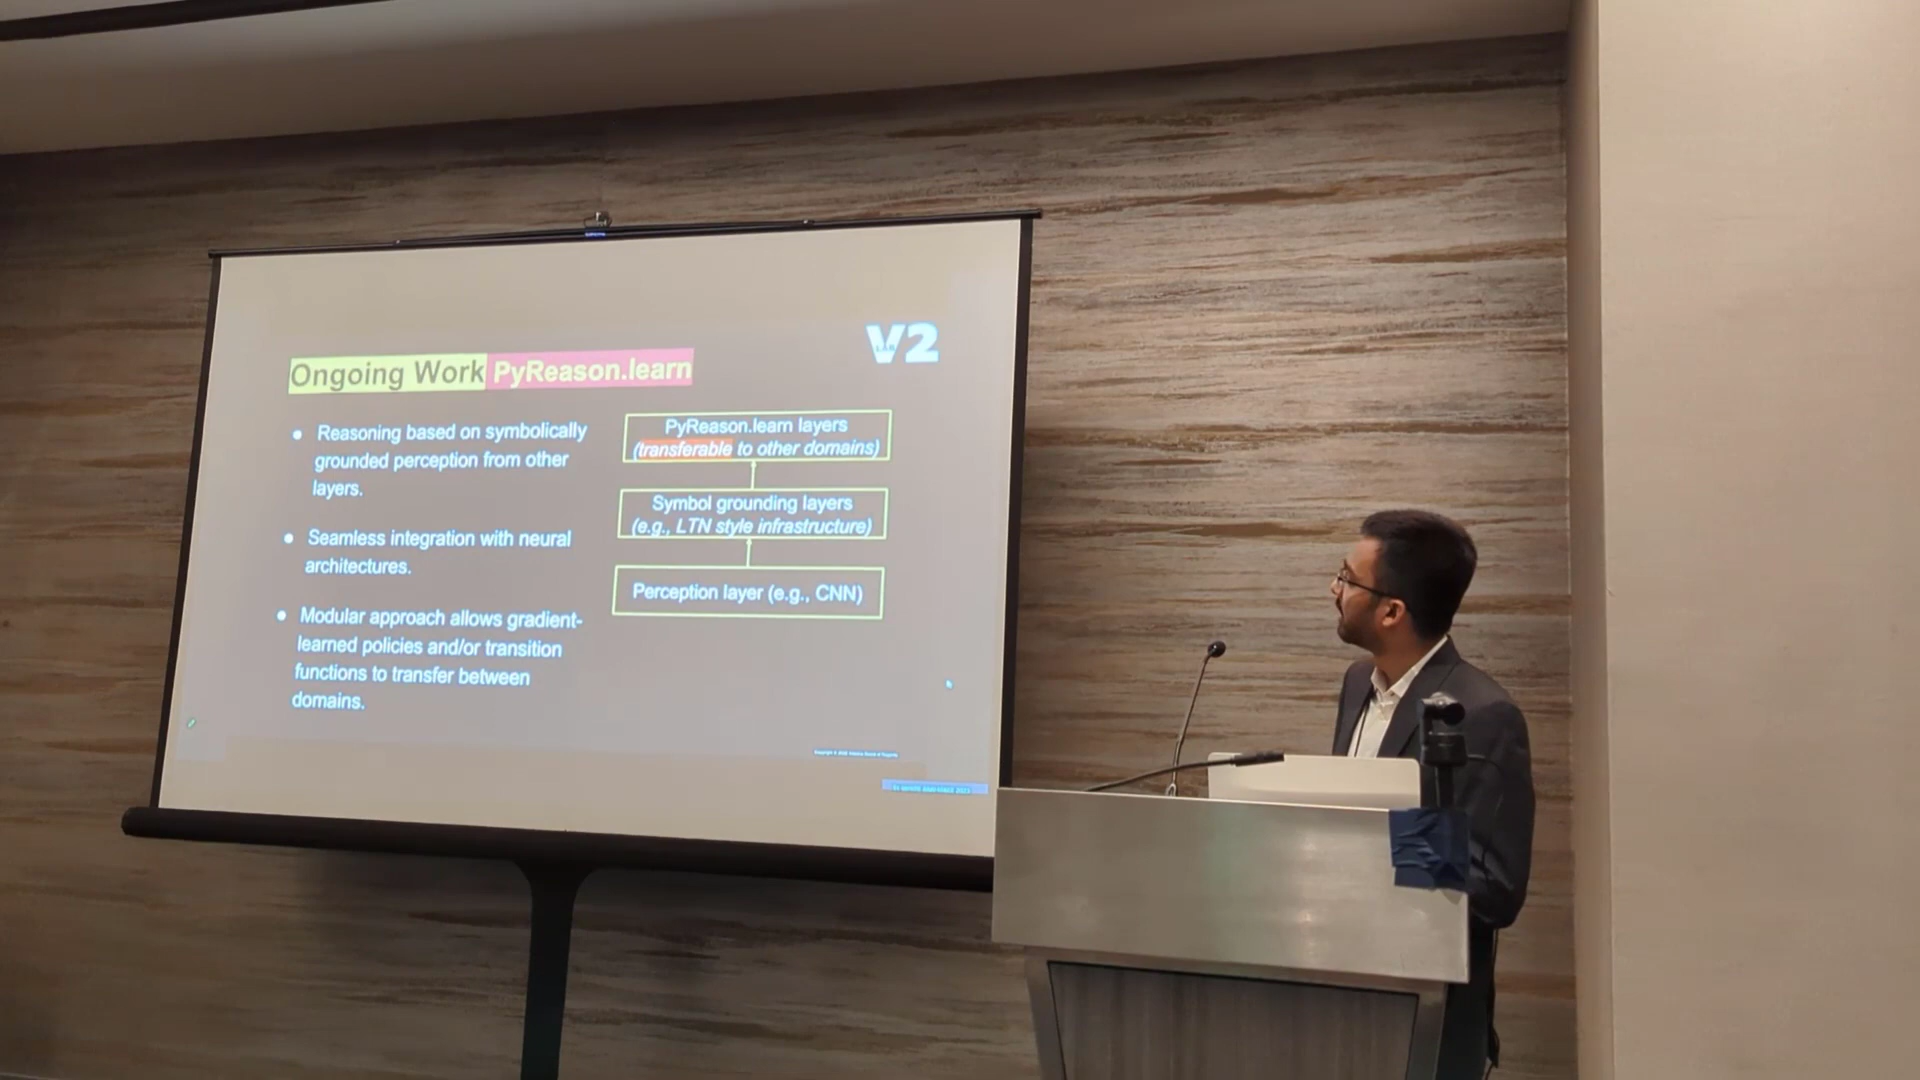 V2
LAB
Ongoing Work PyReason.learn
● Reasoning based on symbolically
grounded perception from other
layers.
● Seamless integration with neural
architectures.
● Modular approach allows gradient-
learned policies and/or transition
functions to transfer between
domains.
PyReason.learn layers
(transferable to other domains)
Symbol grounding layers
(e.g., LTN style infrastructure)
Perception layer (e.g., CNN)